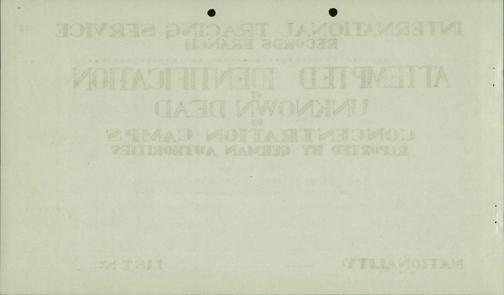 INTERNATIONAL TRACING SERVICE
RECORDS BRANCH
ATTEMPTED IDENTIFICATION
OF
UNKNOWN DEAD
OF
CONCENTRATION CAMPS
REPORTED BY GERMAN AUTHORITIES
NATIONALITY
LIST Nº